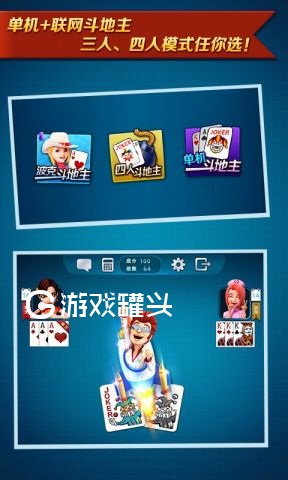 单机+联网斗地主
三人、四人模式任你选！
波克斗地主
四人斗地主
JOKER
单机斗地主
底分 100
倍数 64
14
14
游戏罐头
A A A
K K K
JOKER